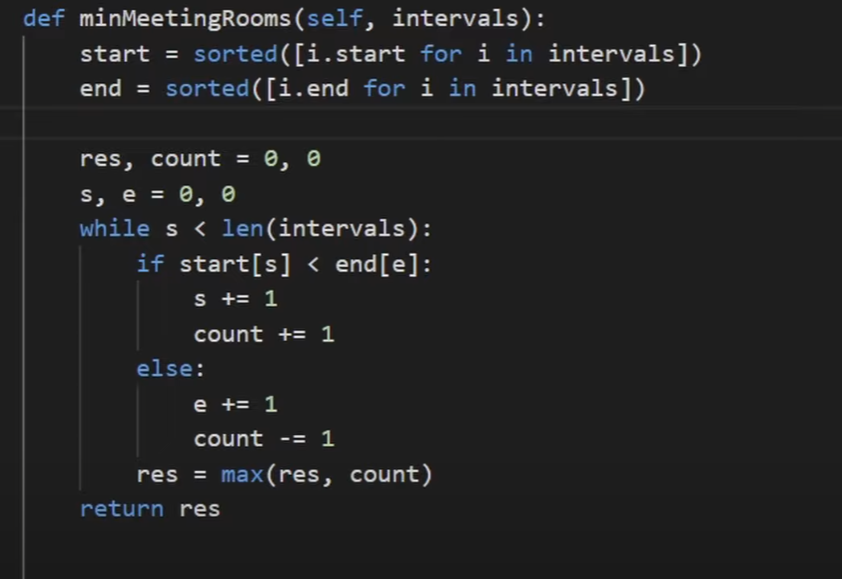 def minMeetingRooms(self, intervals):
    start = sorted([i.start for i in intervals])
    end = sorted([i.end for i in intervals])

    res, count = 0, 0
    s, e = 0, 0
    while s < len(intervals):
        if start[s] < end[e]:
            s += 1
            count += 1
        else:
            e += 1
            count -= 1
        res = max(res, count)
    return res